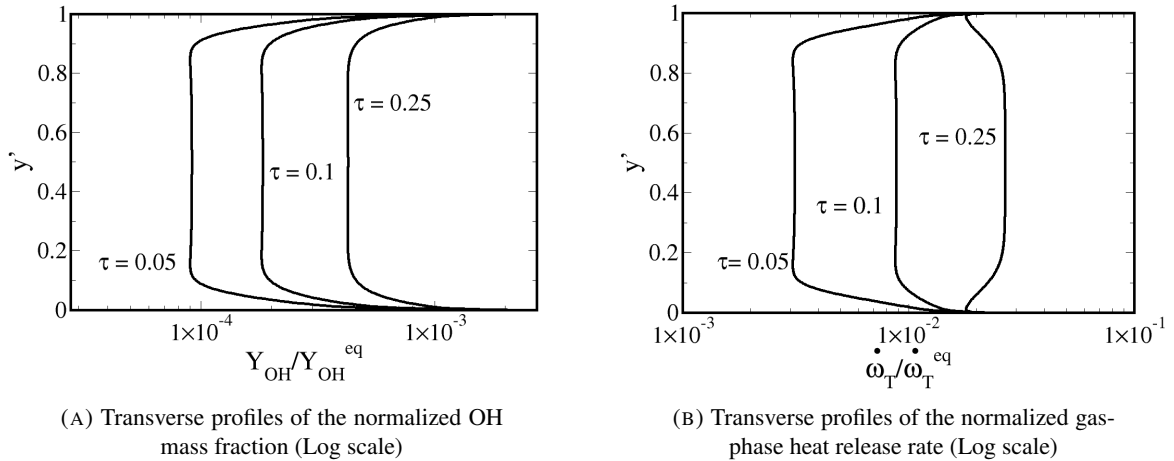 1
0.8
0.6
0.4
0.2
0
y'
τ = 0.25
τ = 0.1
τ = 0.05
1×10⁻⁴
1×10⁻³
Y_OH/Y_OH^eq
(A) Transverse profiles of the normalized OH
mass fraction (Log scale)
1
0.8
0.6
0.4
0.2
0
y'
τ = 0.25
τ = 0.1
τ= 0.05
1×10⁻³
1×10⁻²
1×10⁻¹
ω̇_T/ω̇_T^eq
(B) Transverse profiles of the normalized gas-
phase heat release rate (Log scale)